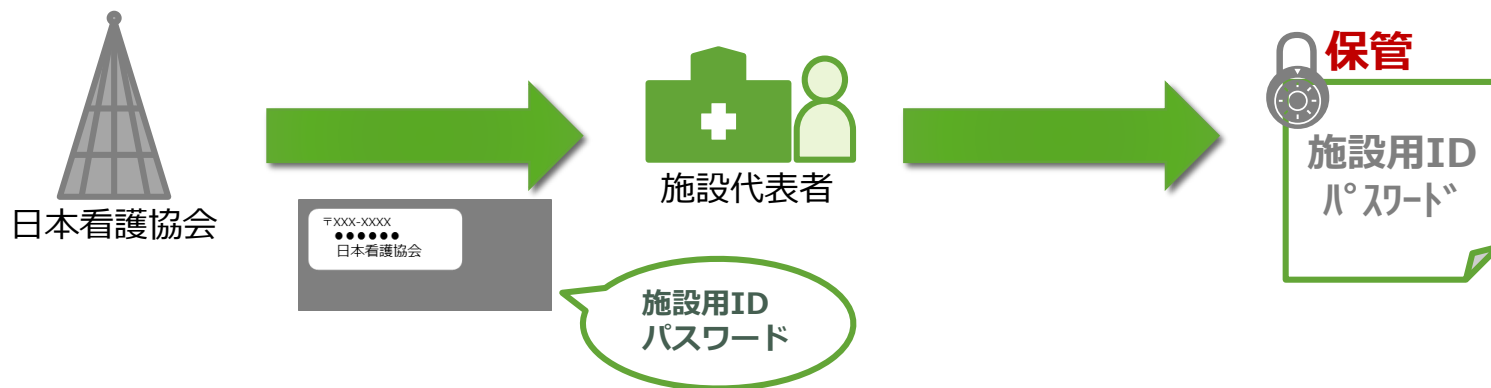 日本看護協会
〒XXX-XXXX
●●●●●●
日本看護協会
施設代表者
施設用ID
パスワード
保管
施設用ID
ﾊﾟｽﾜｰﾄﾞ